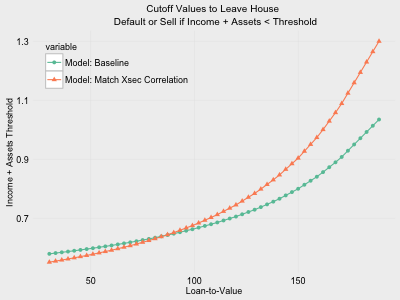 Cutoff Values to Leave House
Default or Sell if Income + Assets < Threshold
variable
Model: Baseline
Model: Match Xsec Correlation
Income + Assets Threshold
1.3
1.1
0.9
0.7
50
100
150
Loan-to-Value